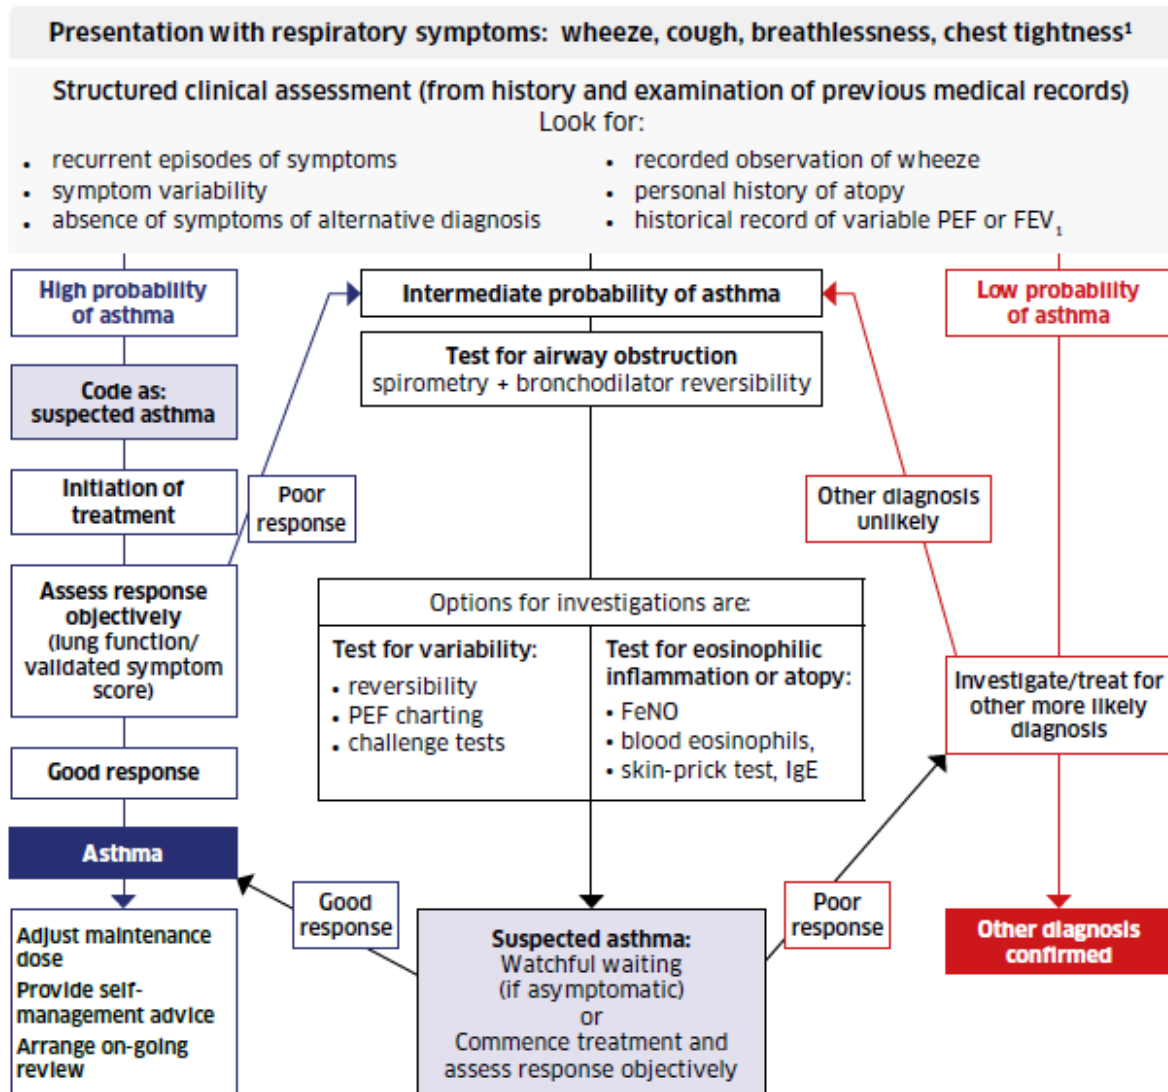 Presentation with respiratory symptoms: wheeze, cough, breathlessness, chest tightness¹
Structured clinical assessment (from history and examination of previous medical records)
Look for:
• recurrent episodes of symptoms
• symptom variability
• absence of symptoms of alternative diagnosis
• recorded observation of wheeze
• personal history of atopy
• historical record of variable PEF or FEV₁
High probability
of asthma
Code as:
suspected asthma
Initiation of
treatment
Assess response
objectively
(lung function/
validated symptom
score)
Good response
Asthma
Adjust maintenance
dose
Provide self-
management advice
Arrange on-going
review
Poor
response
Intermediate probability of asthma
Test for airway obstruction
spirometry + bronchodilator reversibility
Options for investigations are:
Test for variability:
• reversibility
• PEF charting
• challenge tests
Test for eosinophilic
inflammation or atopy:
• FeNO
• blood eosinophils,
• skin-prick test, IgE
Good
response
Suspected asthma:
Watchful waiting
(if asymptomatic)
or
Commence treatment and
assess response objectively
Poor
response
Low probability
of asthma
Other diagnosis
unlikely
Investigate/treat for
other more likely
diagnosis
Other diagnosis
confirmed